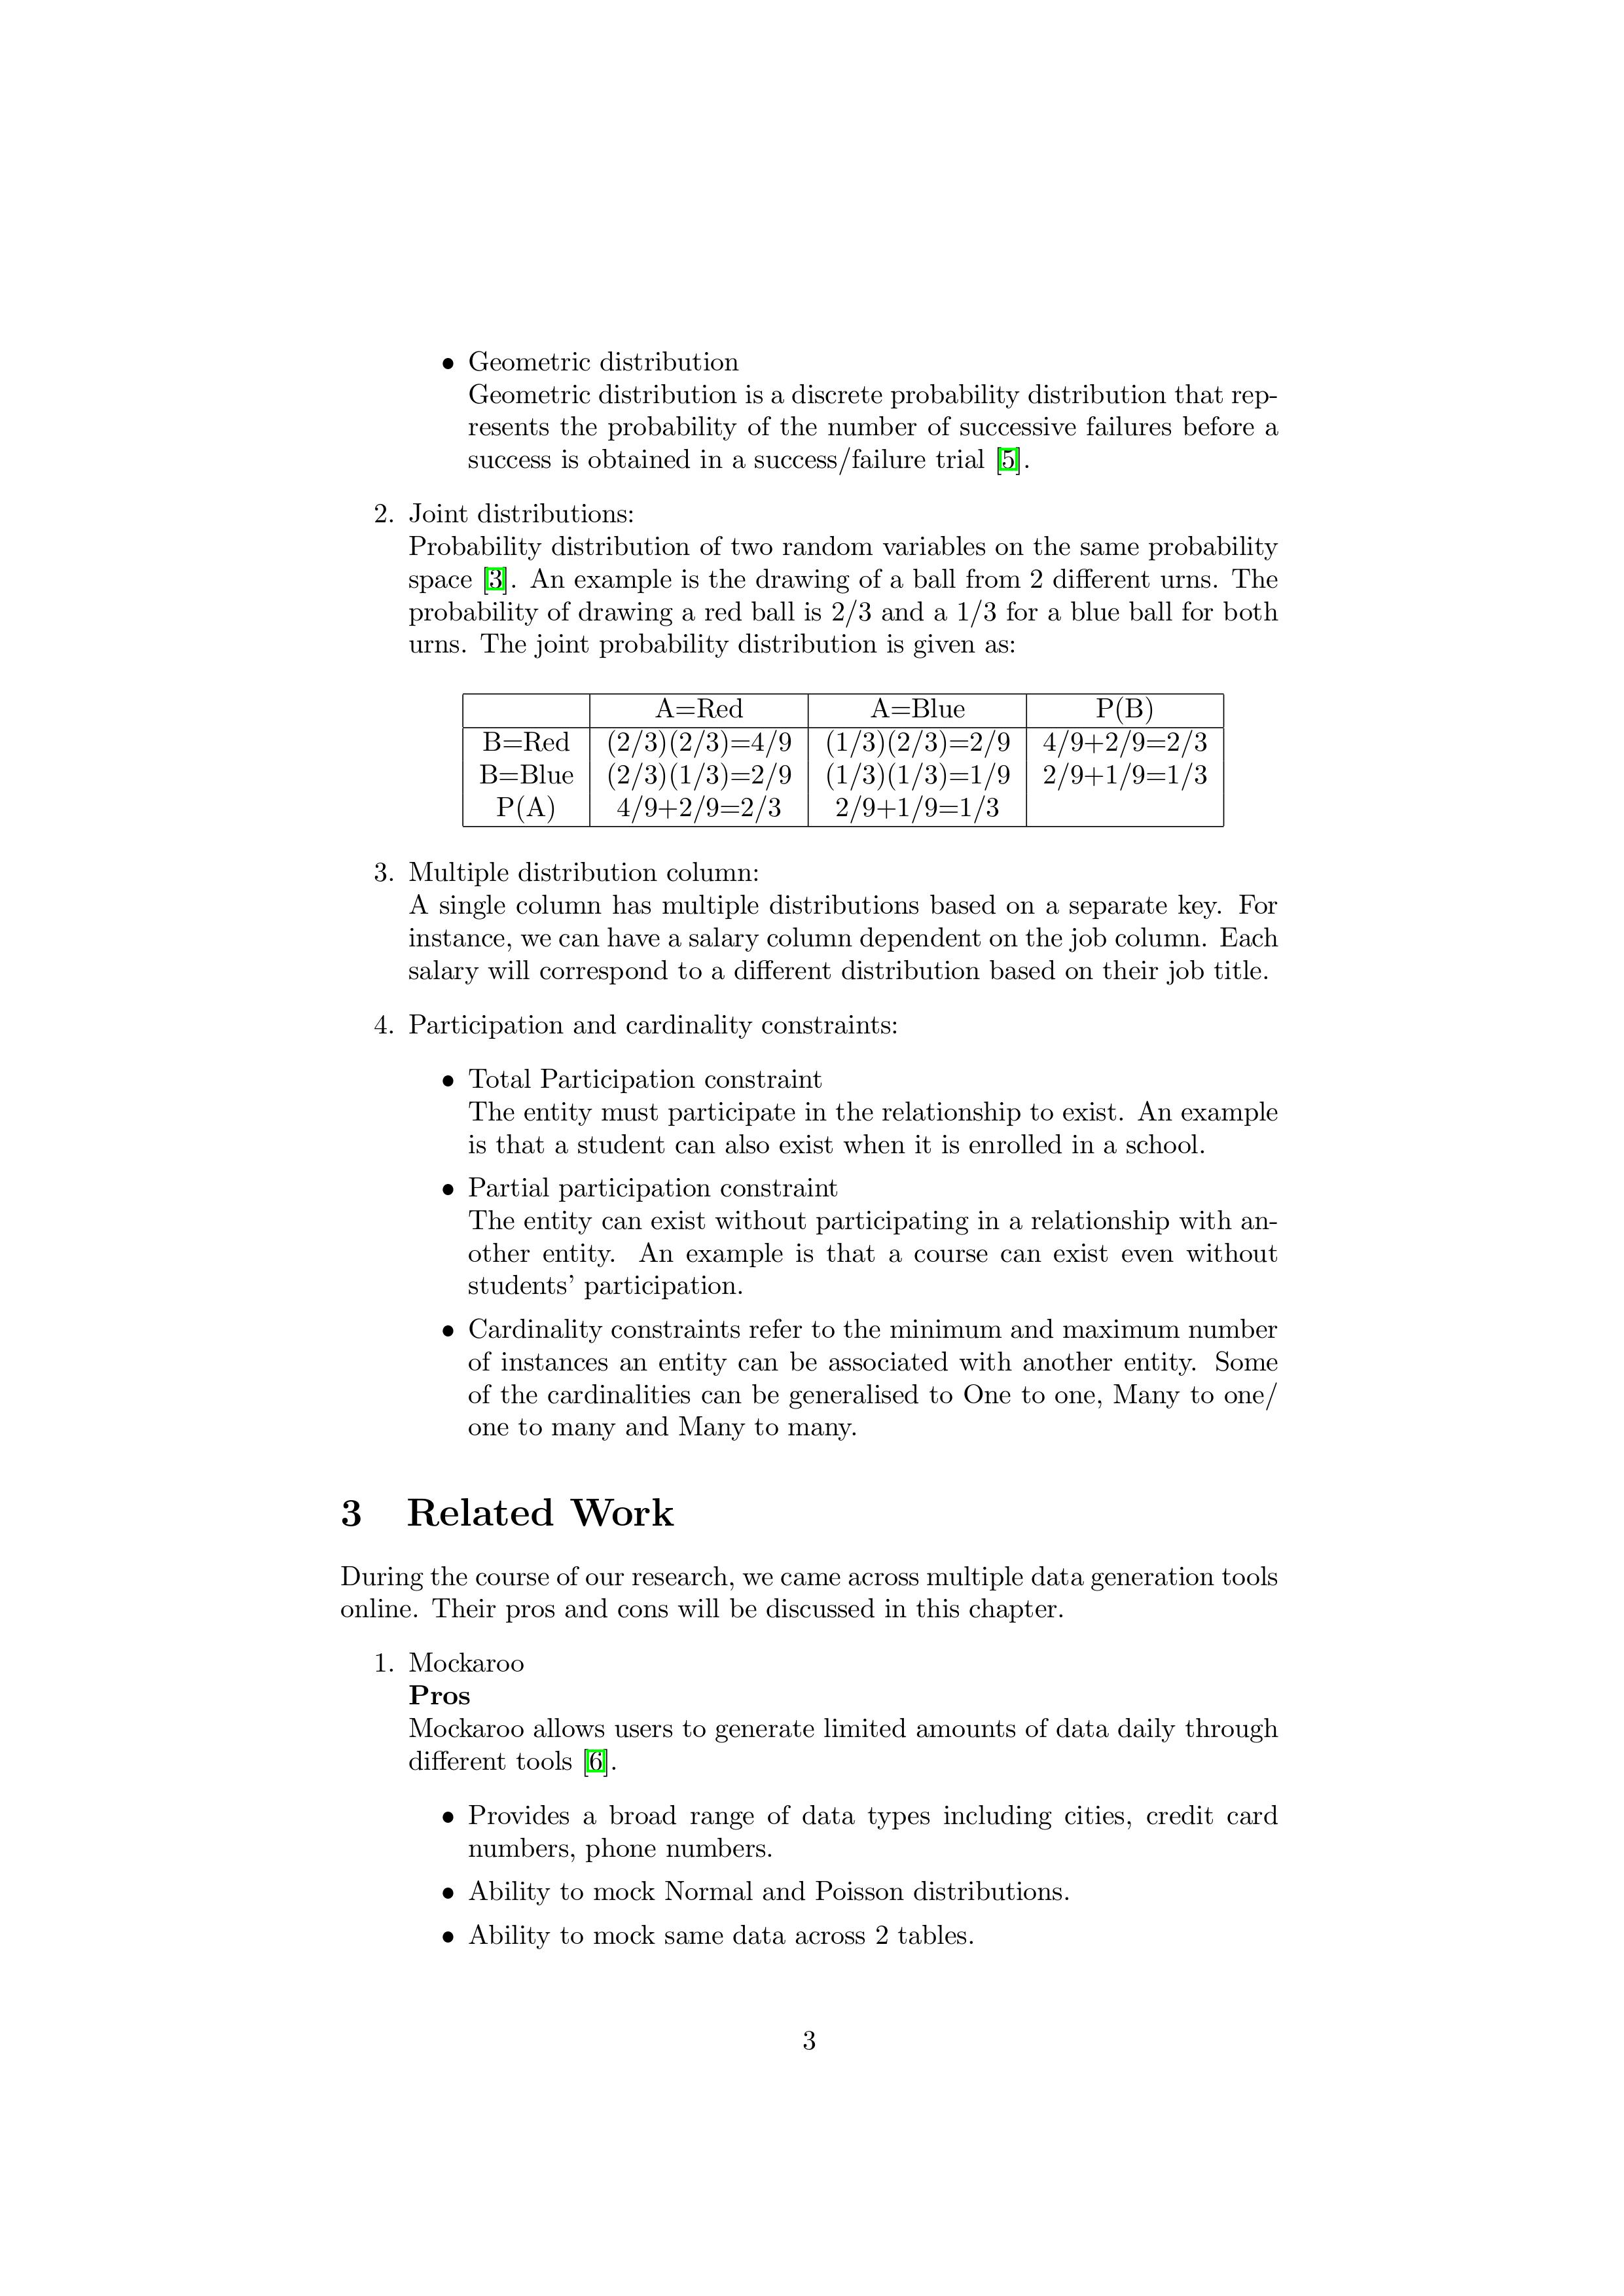 • Geometric distribution
Geometric distribution is a discrete probability distribution that rep-
resents the probability of the number of successive failures before a
success is obtained in a success/failure trial [5].
2. Joint distributions:
Probability distribution of two random variables on the same probability
space [3]. An example is the drawing of a ball from 2 different urns. The
probability of drawing a red ball is 2/3 and a 1/3 for a blue ball for both
urns. The joint probability distribution is given as:
A=Red A=Blue P(B)
B=Red (2/3)(2/3)=4/9 (1/3)(2/3)=2/9 4/9+2/9=2/3
B=Blue (2/3)(1/3)=2/9 (1/3)(1/3)=1/9 2/9+1/9=1/3
P(A) 4/9+2/9=2/3 2/9+1/9=1/3
3. Multiple distribution column:
A single column has multiple distributions based on a separate key. For
instance, we can have a salary column dependent on the job column. Each
salary will correspond to a different distribution based on their job title.
4. Participation and cardinality constraints:
• Total Participation constraint
The entity must participate in the relationship to exist. An example
is that a student can also exist when it is enrolled in a school.
• Partial participation constraint
The entity can exist without participating in a relationship with an-
other entity. An example is that a course can exist even without
students' participation.
• Cardinality constraints refer to the minimum and maximum number
of instances an entity can be associated with another entity. Some
of the cardinalities can be generalised to One to one, Many to one/
one to many and Many to many.
3 Related Work
During the course of our research, we came across multiple data generation tools
online. Their pros and cons will be discussed in this chapter.
1. Mockaroo
Pros
Mockaroo allows users to generate limited amounts of data daily through
different tools [6].
• Provides a broad range of data types including cities, credit card
numbers, phone numbers.
• Ability to mock Normal and Poisson distributions.
• Ability to mock same data across 2 tables.
3